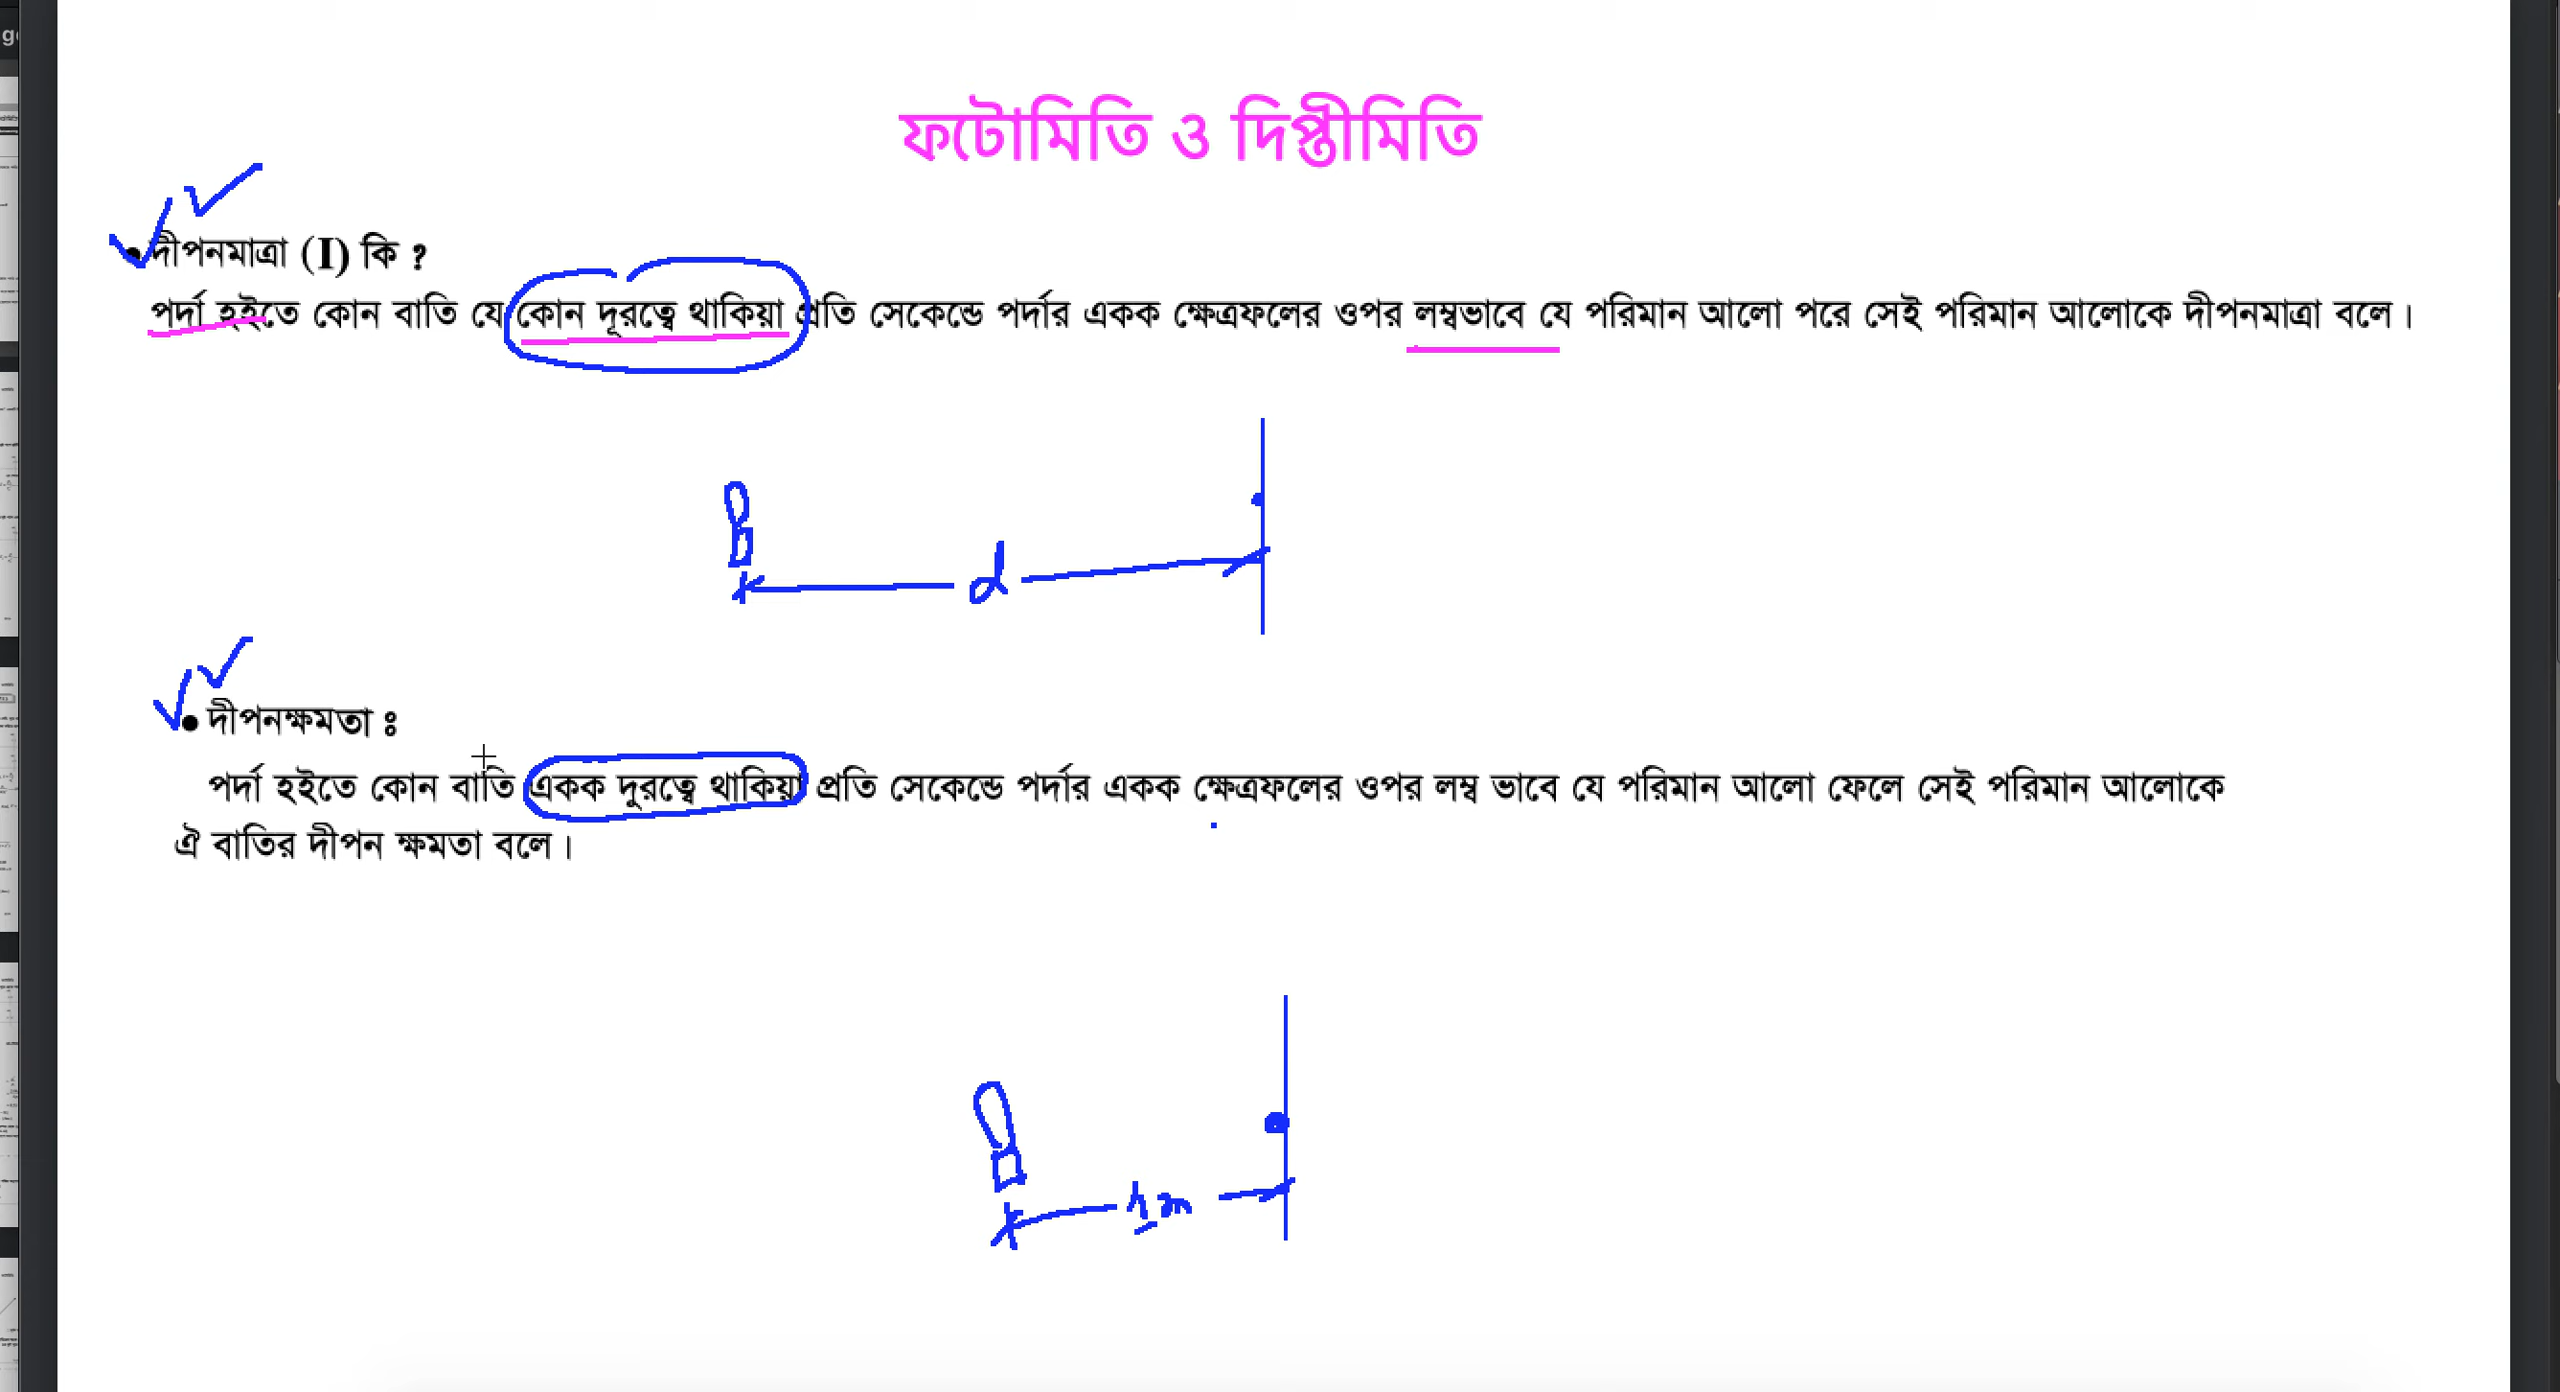 ফটোমিতি ও দিপ্তীমিতি
• দীপনমাত্রা (I) কি ?
পর্দা হইতে কোন বাতি যে কোন দূরত্বে থাকিয়া প্রতি সেকেন্ডে পর্দার একক ক্ষেত্রফলের ওপর লম্বভাবে যে পরিমান আলো পরে সেই পরিমান আলোকে দীপনমাত্রা বলে।
d
• দীপনক্ষমতা ঃ
পর্দা হইতে কোন বাতি একক দুরত্বে থাকিয়া প্রতি সেকেন্ডে পর্দার একক ক্ষেত্রফলের ওপর লম্ব ভাবে যে পরিমান আলো ফেলে সেই পরিমান আলোকে
ঐ বাতির দীপন ক্ষমতা বলে।
1m